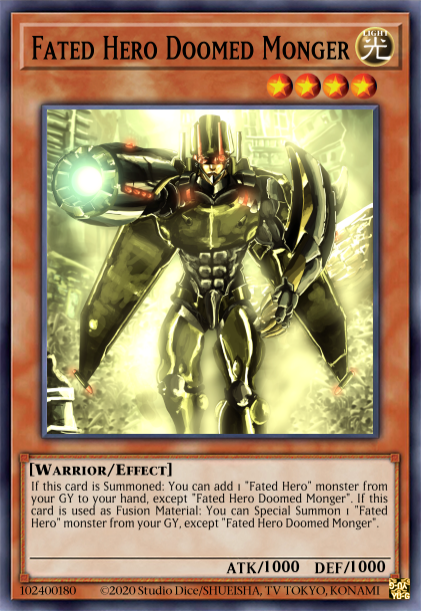 Fated Hero Doomed Monger
LIGHT
光
[Warrior/Effect]
If this card is Summoned: You can add 1 "Fated Hero" monster from
your GY to your hand, except "Fated Hero Doomed Monger". If this
card is used as Fusion Material: You can Special Summon 1 "Fated
Hero" monster from your GY, except "Fated Hero Doomed Monger".
ATK/1000 DEF/1000
102400180 ©2020 Studio Dice/SHUEISHA, TV TOKYO, KONAMI